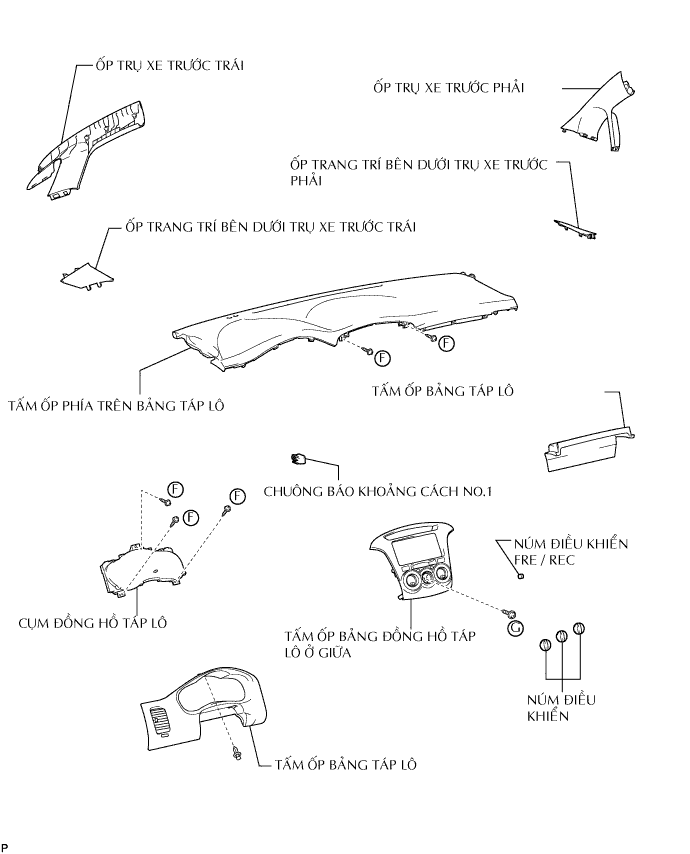 ỐP TRỤ XE TRƯỚC TRÁI
ỐP TRỤ XE TRƯỚC PHẢI
ỐP TRANG TRÍ BÊN DƯỚI TRỤ XE TRƯỚC
PHẢI
ỐP TRANG TRÍ BÊN DƯỚI TRỤ XE TRƯỚC TRÁI
F
F
TẤM ỐP BẢNG TÁP LÔ
TẤM ỐP PHÍA TRÊN BẢNG TÁP LÔ
CHUÔNG BÁO KHOẢNG CÁCH NO.1
F
F
F
NÚM ĐIỀU KHIỂN
FRE / REC
CỤM ĐỒNG HỒ TÁP LÔ
G
TẤM ỐP BẢNG ĐỒNG HỒ TÁP
LÔ Ở GIỮA
NÚM ĐIỀU
KHIỂN
TẤM ỐP BẢNG TÁP LÔ
P